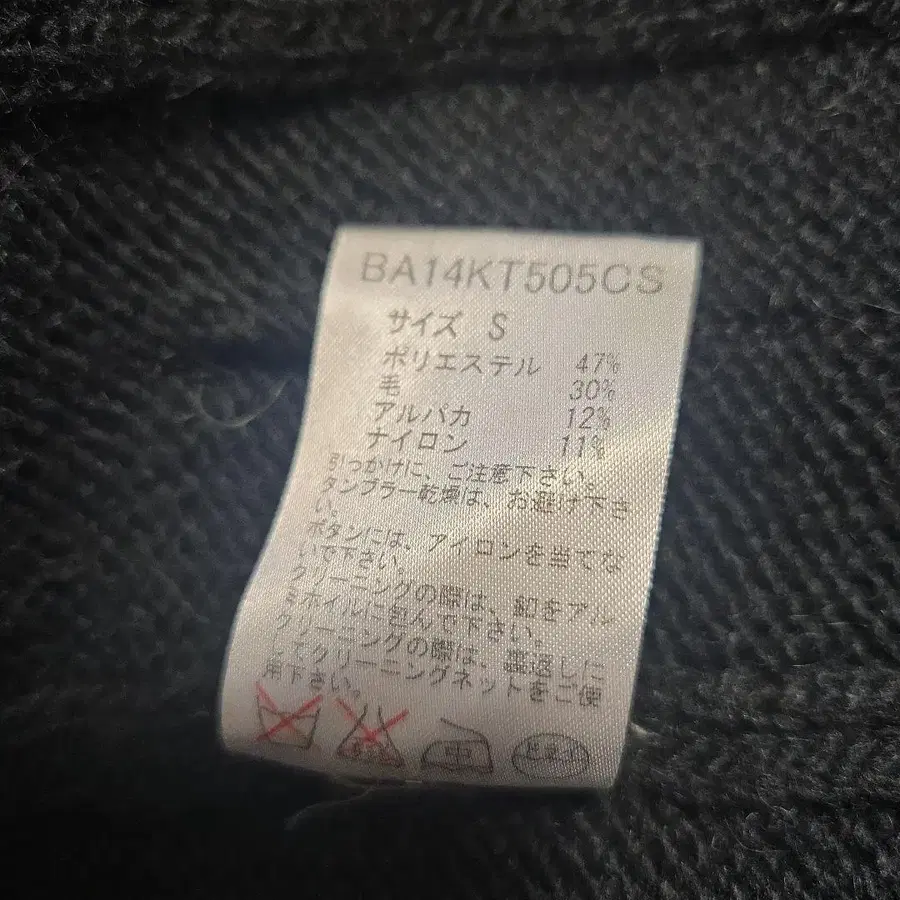 BA14KT505CS
サイズ S
ポリエステル 47%
毛 30%
アルパカ 12%
ナイロン 11%
引っかけに、ご注意下さい。
タンブラー乾燥は、お避け下さ
い。
ボタンには、アイロンを当てな
いで下さい。
クリーニングの際は、釦をアル
ミホイルに包んで下さい。
クリーニングの際は、裏返しに
してクリーニングネットをご使
用下さい。
中